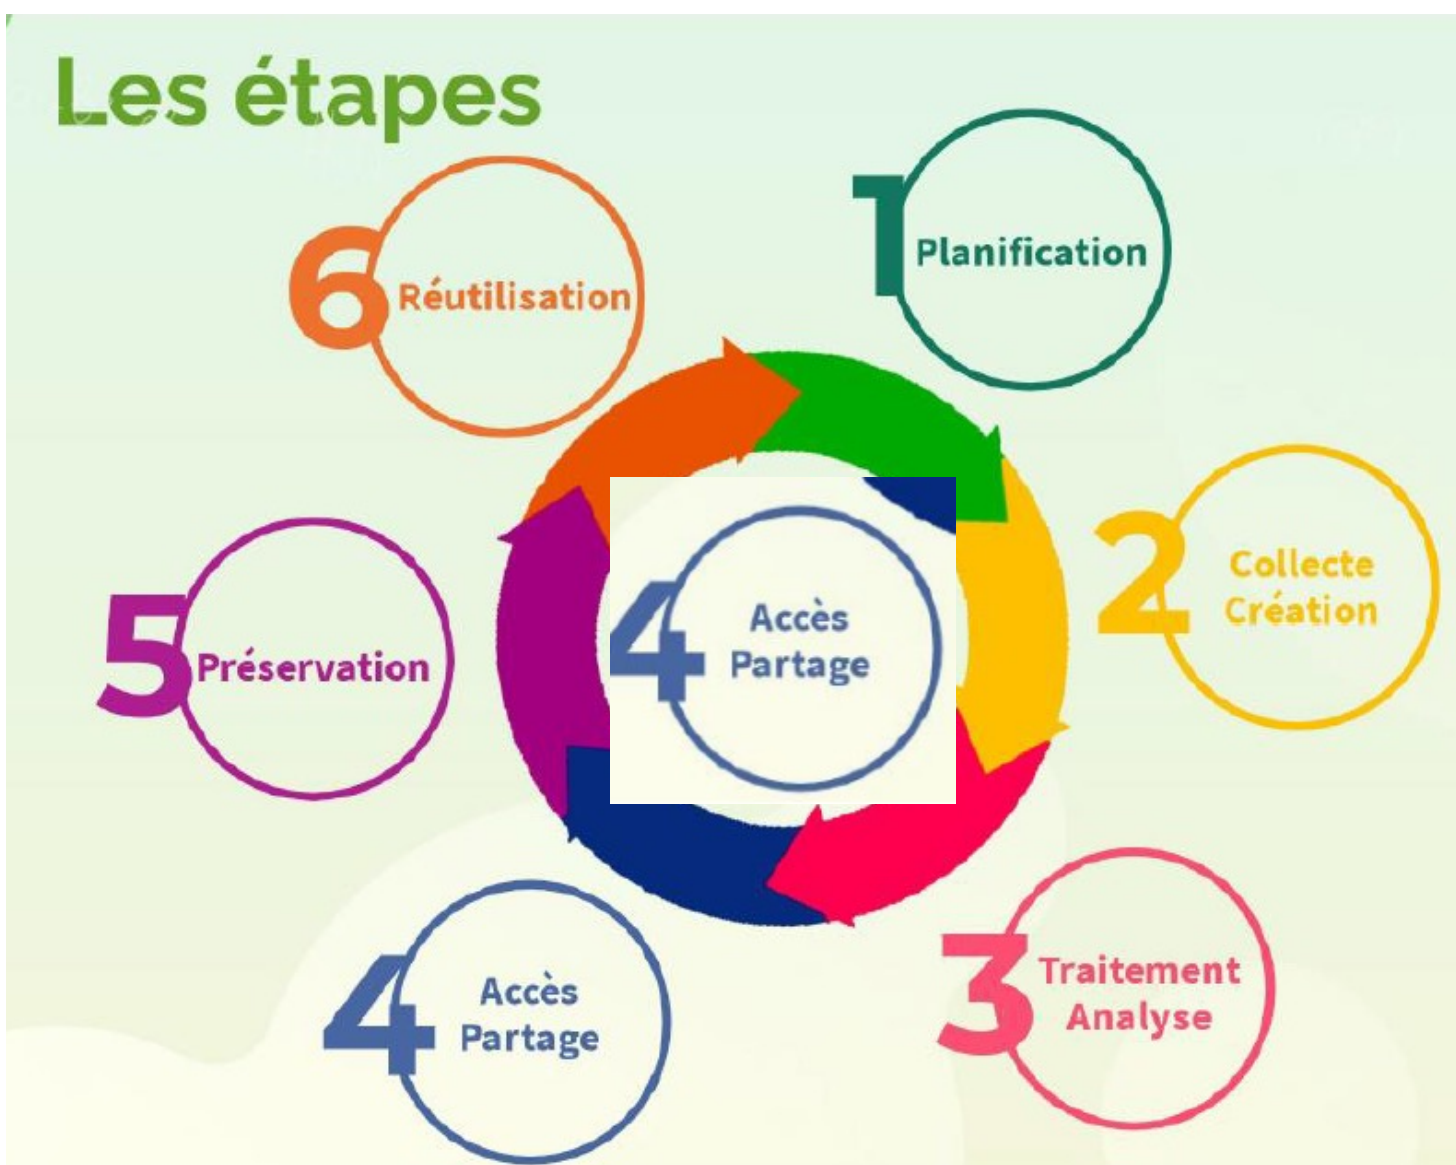 Les étapes
1
Planification
2
Collecte
Création
3
Traitement
Analyse
4
Accès
Partage
5
Préservation
6
Réutilisation
4
Accès
Partage